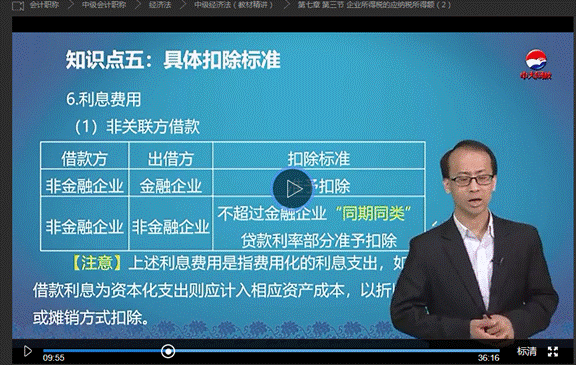 会计职称 > 中级会计职称 > 经济法 > 中级经济法（教材精讲） > 第七章 第三节 企业所得税的应纳税所得额（2）
知识点五：具体扣除标准
6.利息费用
（1）非关联方借款
借款方 出借方 扣除标准
非金融企业 金融企业 予扣除
非金融企业 非金融企业 不超过金融企业“同期同类”
贷款利率部分准予扣除
【注意】上述利息费用是指费用化的利息支出，如
借款利息为资本化支出则应计入相应资产成本，以折
或摊销方式扣除。
09:55 36:16 标清